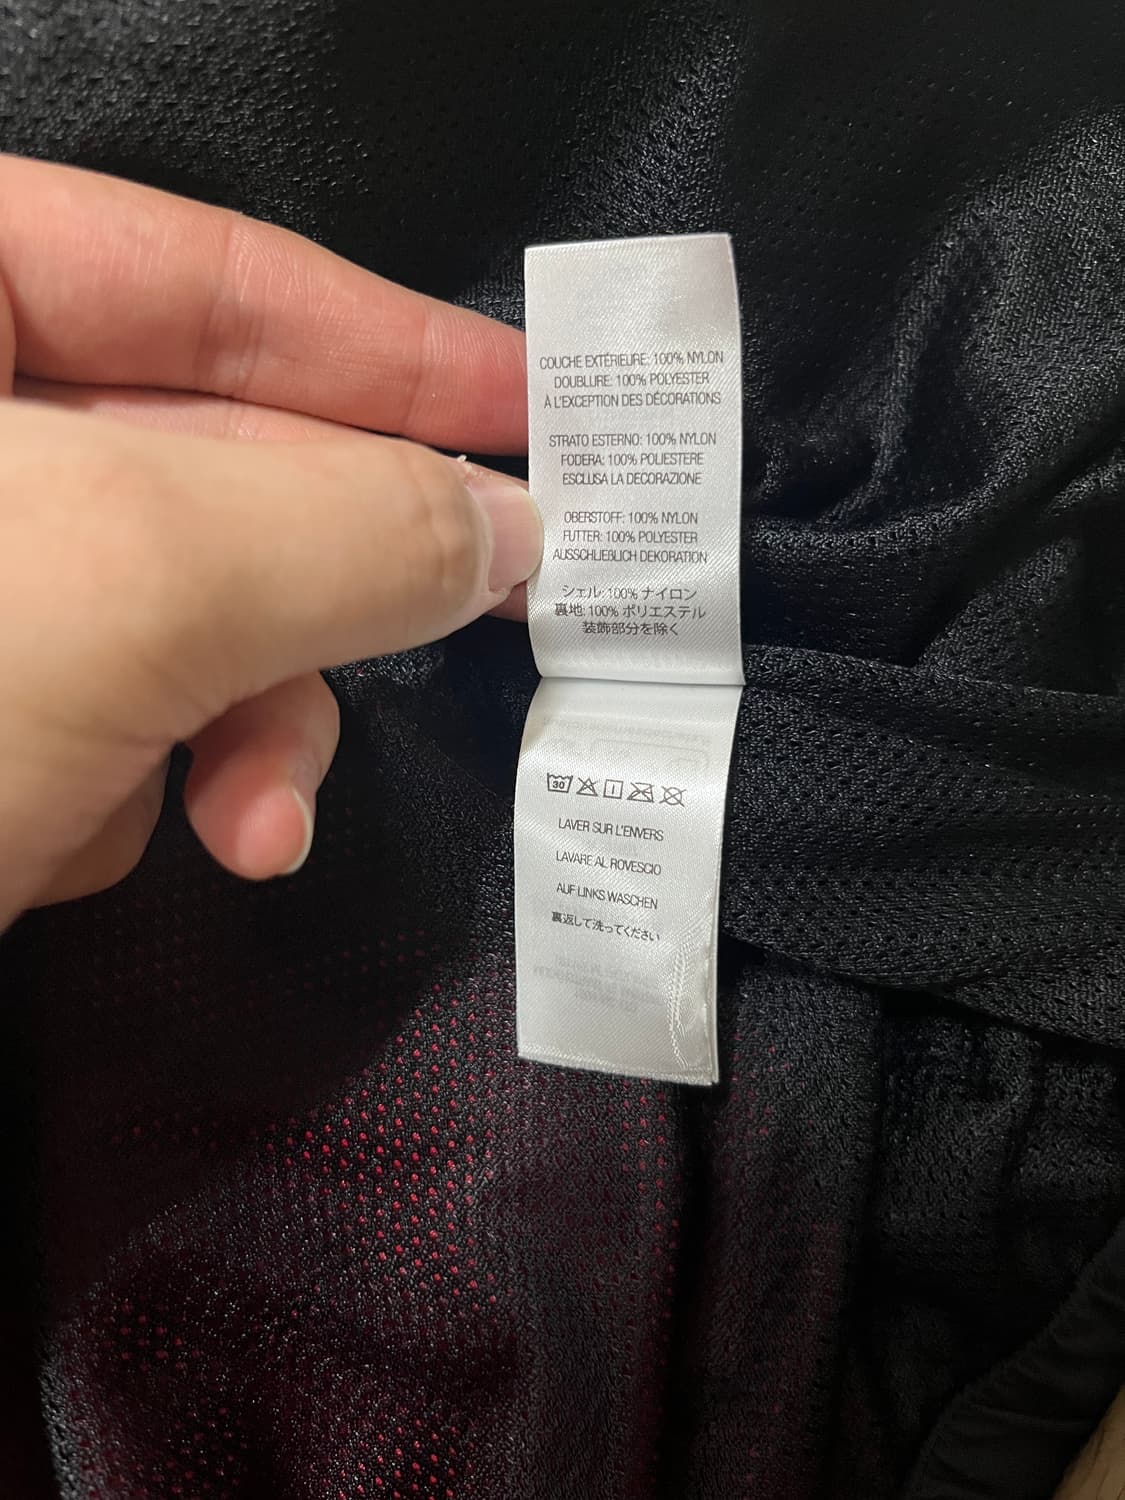 COUCHE EXTÉRIEURE: 100% NYLON
DOUBLURE: 100% POLYESTER
À L'EXCEPTION DES DÉCORATIONS
STRATO ESTERNO: 100% NYLON
FODERA: 100% POLIESTERE
ESCLUSA LA DECORAZIONE
OBERSTOFF: 100% NYLON
FUTTER: 100% POLYESTER
AUSSCHLIEBLICH DEKORATION
シェル: 100% ナイロン
裏地: 100% ポリエステル
装飾部分を除く
30
LAVER SUR L'ENVERS
LAVARE AL ROVESCIO
AUF LINKS WASCHEN
裏返して洗ってください